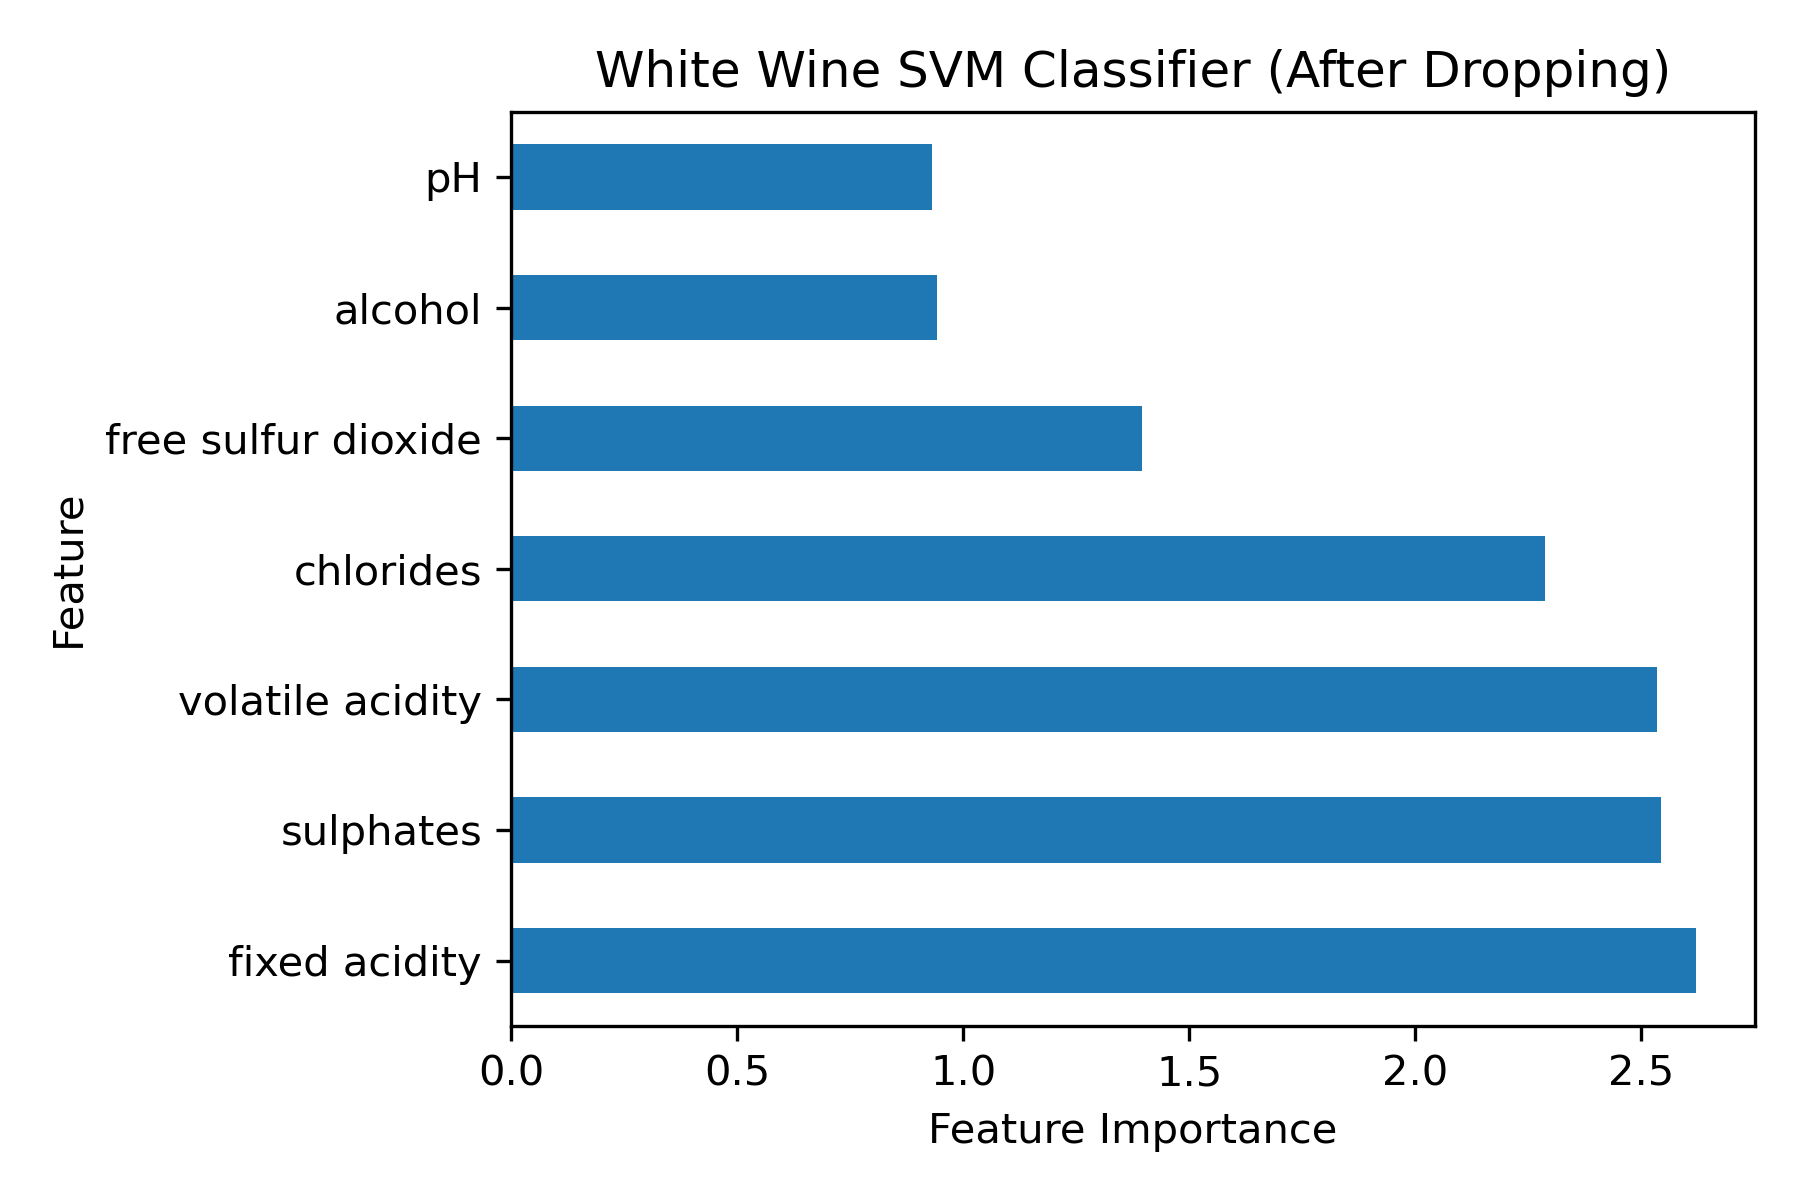 White Wine SVM Classifier (After Dropping)
pH
alcohol
free sulfur dioxide
chlorides
volatile acidity
sulphates
fixed acidity
Feature
0.0 0.5 1.0 1.5 2.0 2.5
Feature Importance